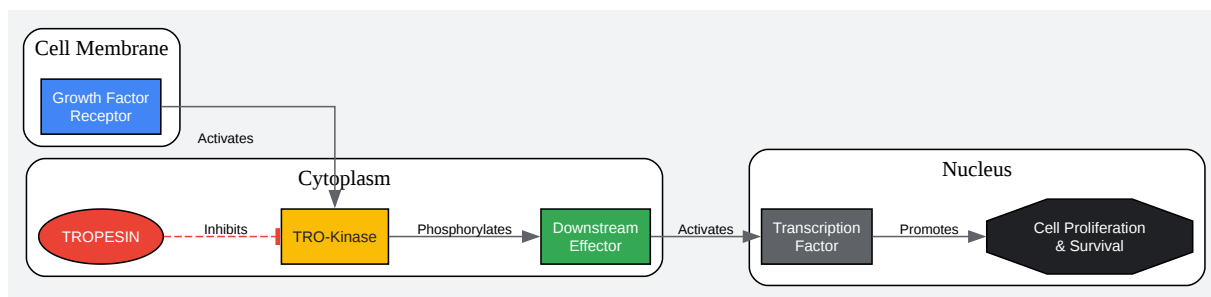 Cell Membrane
Growth Factor
Receptor
Activates
Cytoplasm
TROPESIN
Inhibits
TRO-Kinase
Phosphorylates
Downstream
Effector
Activates
Nucleus
Transcription
Factor
Promotes
Cell Proliferation
& Survival